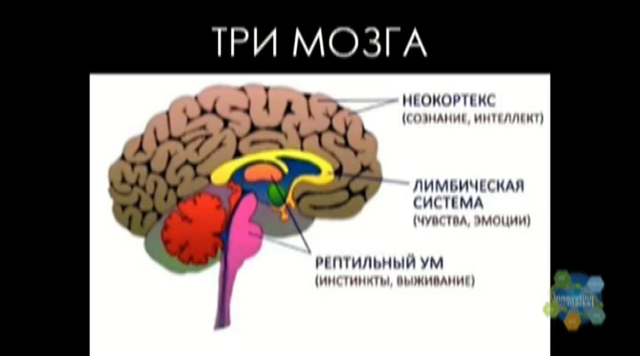 ТРИ МОЗГА
НЕОКОРТЕКС
(СОЗНАНИЕ, ИНТЕЛЛЕКТ)
ЛИМБИЧЕСКАЯ
СИСТЕМА
(ЧУВСТВА, ЭМОЦИИ)
РЕПТИЛЬНЫЙ УМ
(ИНСТИНКТЫ, ВЫЖИВАНИЕ)